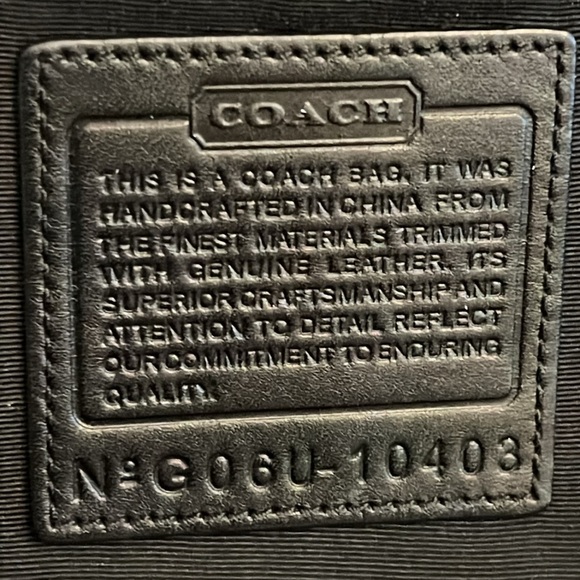 COACH
THIS IS A COACH BAG. IT WAS
HANDCRAFTED IN CHINA FROM
THE FINEST MATERIALS TRIMMED
WITH GENUINE LEATHER. ITS
SUPERIOR CRAFTSMANSHIP AND
ATTENTION TO DETAIL REFLECT
OUR COMMITMENT TO ENDURING
QUALITY.
Nº G06U-10403